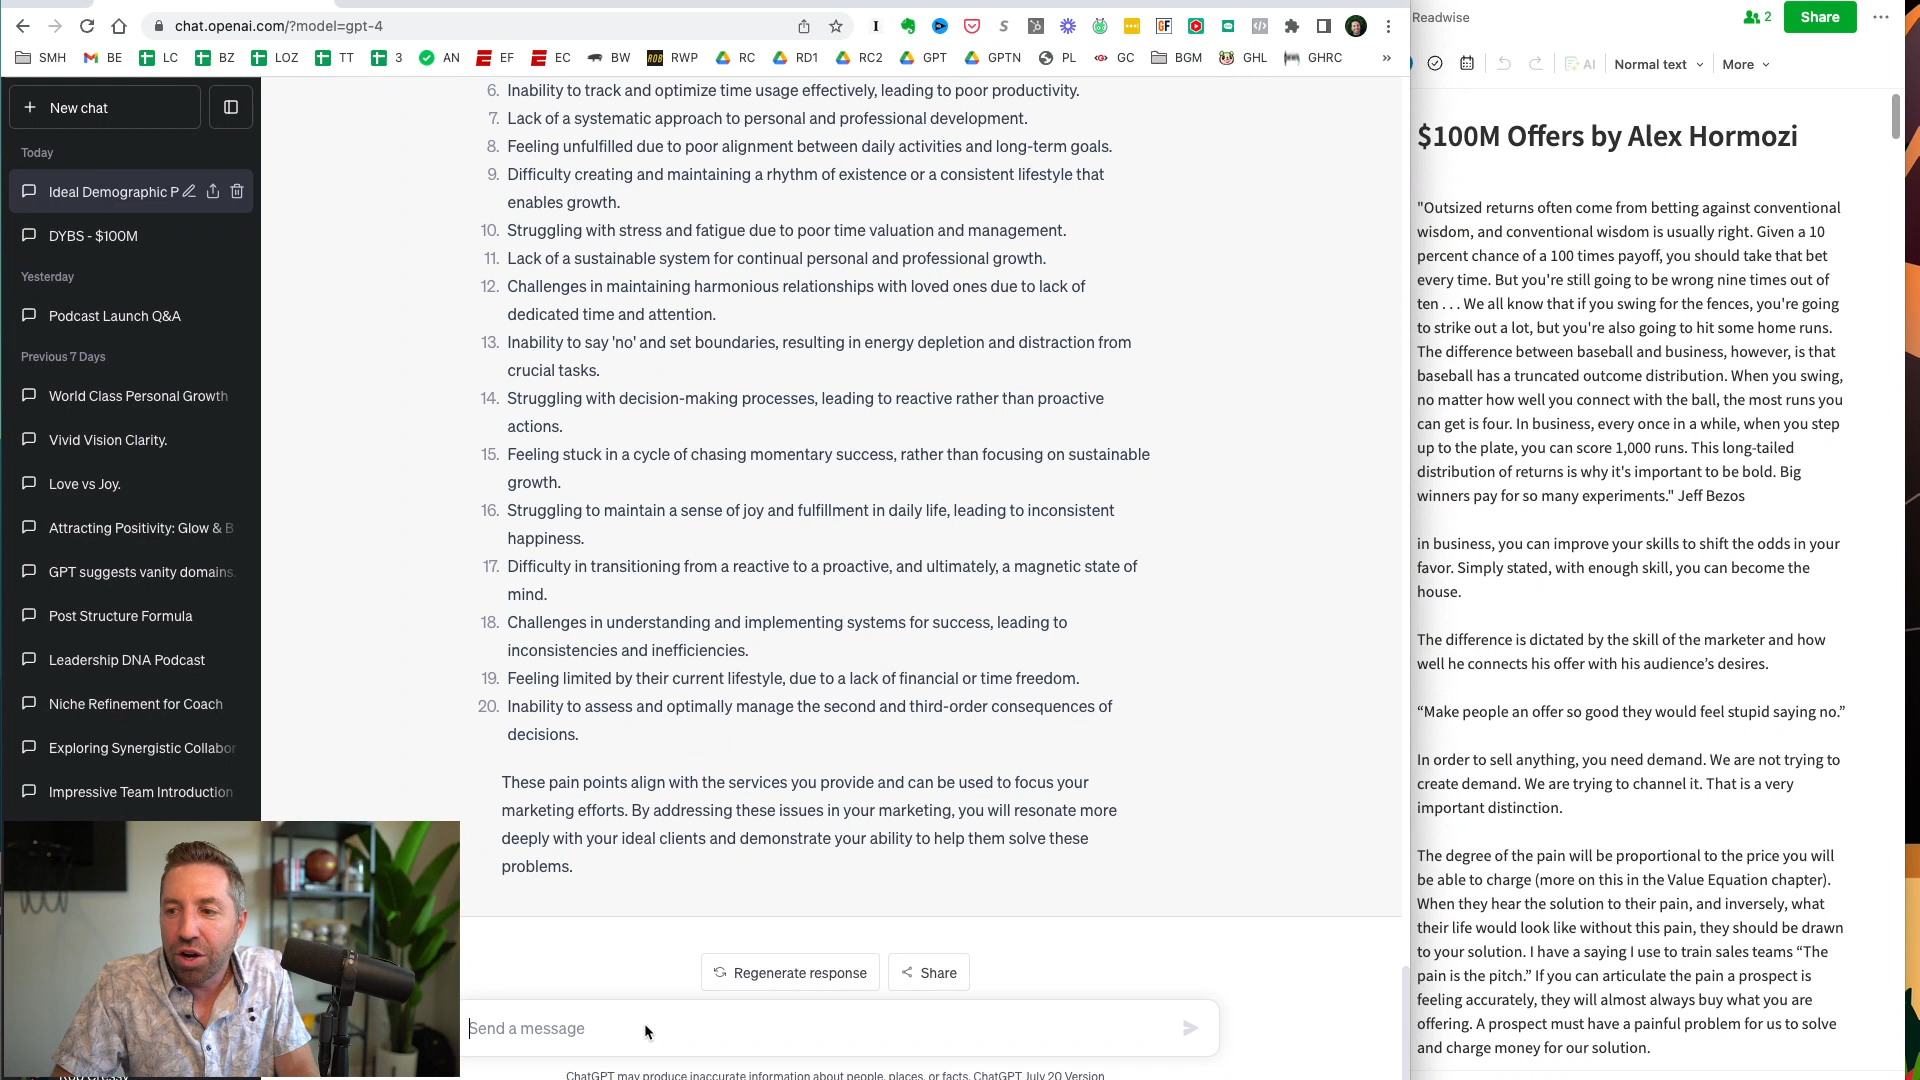 chat.openai.com/?model=gpt-4
SMH
BE
LC
BZ
LOZ
TT
3
AN
EF
EC
BW
RWP
RC
RD1
RC2
GPT
GPTN
PL
GC
BGM
GHL
GHRC
»
New chat
Today
Ideal Demographic P
DYBS - $100M
Yesterday
Podcast Launch Q&A
Previous 7 Days
World Class Personal Growth
Vivid Vision Clarity.
Love vs Joy.
Attracting Positivity: Glow & B
GPT suggests vanity domains.
Post Structure Formula
Leadership DNA Podcast
Niche Refinement for Coach
Exploring Synergistic Collabor
Impressive Team Introduction
6. Inability to track and optimize time usage effectively, leading to poor productivity.
7. Lack of a systematic approach to personal and professional development.
8. Feeling unfulfilled due to poor alignment between daily activities and long-term goals.
9. Difficulty creating and maintaining a rhythm of existence or a consistent lifestyle that
enables growth.
10. Struggling with stress and fatigue due to poor time valuation and management.
11. Lack of a sustainable system for continual personal and professional growth.
12. Challenges in maintaining harmonious relationships with loved ones due to lack of
dedicated time and attention.
13. Inability to say 'no' and set boundaries, resulting in energy depletion and distraction from
crucial tasks.
14. Struggling with decision-making processes, leading to reactive rather than proactive
actions.
15. Feeling stuck in a cycle of chasing momentary success, rather than focusing on sustainable
growth.
16. Struggling to maintain a sense of joy and fulfillment in daily life, leading to inconsistent
happiness.
17. Difficulty in transitioning from a reactive to a proactive, and ultimately, a magnetic state of
mind.
18. Challenges in understanding and implementing systems for success, leading to
inconsistencies and inefficiencies.
19. Feeling limited by their current lifestyle, due to a lack of financial or time freedom.
20. Inability to assess and optimally manage the second and third-order consequences of
decisions.
These pain points align with the services you provide and can be used to focus your
marketing efforts. By addressing these issues in your marketing, you will resonate more
deeply with your ideal clients and demonstrate your ability to help them solve these
problems.
Regenerate response
Share
Send a message
ChatGPT may produce inaccurate information about people, places, or facts. ChatGPT July 20 Version
Readwise
2
Share
AI
Normal text
More
$100M Offers by Alex Hormozi
"Outsized returns often come from betting against conventional
wisdom, and conventional wisdom is usually right. Given a 10
percent chance of a 100 times payoff, you should take that bet
every time. But you're still going to be wrong nine times out of
ten . . . We all know that if you swing for the fences, you're going
to strike out a lot, but you're also going to hit some home runs.
The difference between baseball and business, however, is that
baseball has a truncated outcome distribution. When you swing,
no matter how well you connect with the ball, the most runs you
can get is four. In business, every once in a while, when you step
up to the plate, you can score 1,000 runs. This long-tailed
distribution of returns is why it's important to be bold. Big
winners pay for so many experiments." Jeff Bezos
in business, you can improve your skills to shift the odds in your
favor. Simply stated, with enough skill, you can become the
house.
The difference is dictated by the skill of the marketer and how
well he connects his offer with his audience’s desires.
“Make people an offer so good they would feel stupid saying no.”
In order to sell anything, you need demand. We are not trying to
create demand. We are trying to channel it. That is a very
important distinction.
The degree of the pain will be proportional to the price you will
be able to charge (more on this in the Value Equation chapter).
When they hear the solution to their pain, and inversely, what
their life would look like without this pain, they should be drawn
to your solution. I have a saying I use to train sales teams “The
pain is the pitch.” If you can articulate the pain a prospect is
feeling accurately, they will almost always buy what you are
offering. A prospect must have a painful problem for us to solve
and charge money for our solution.